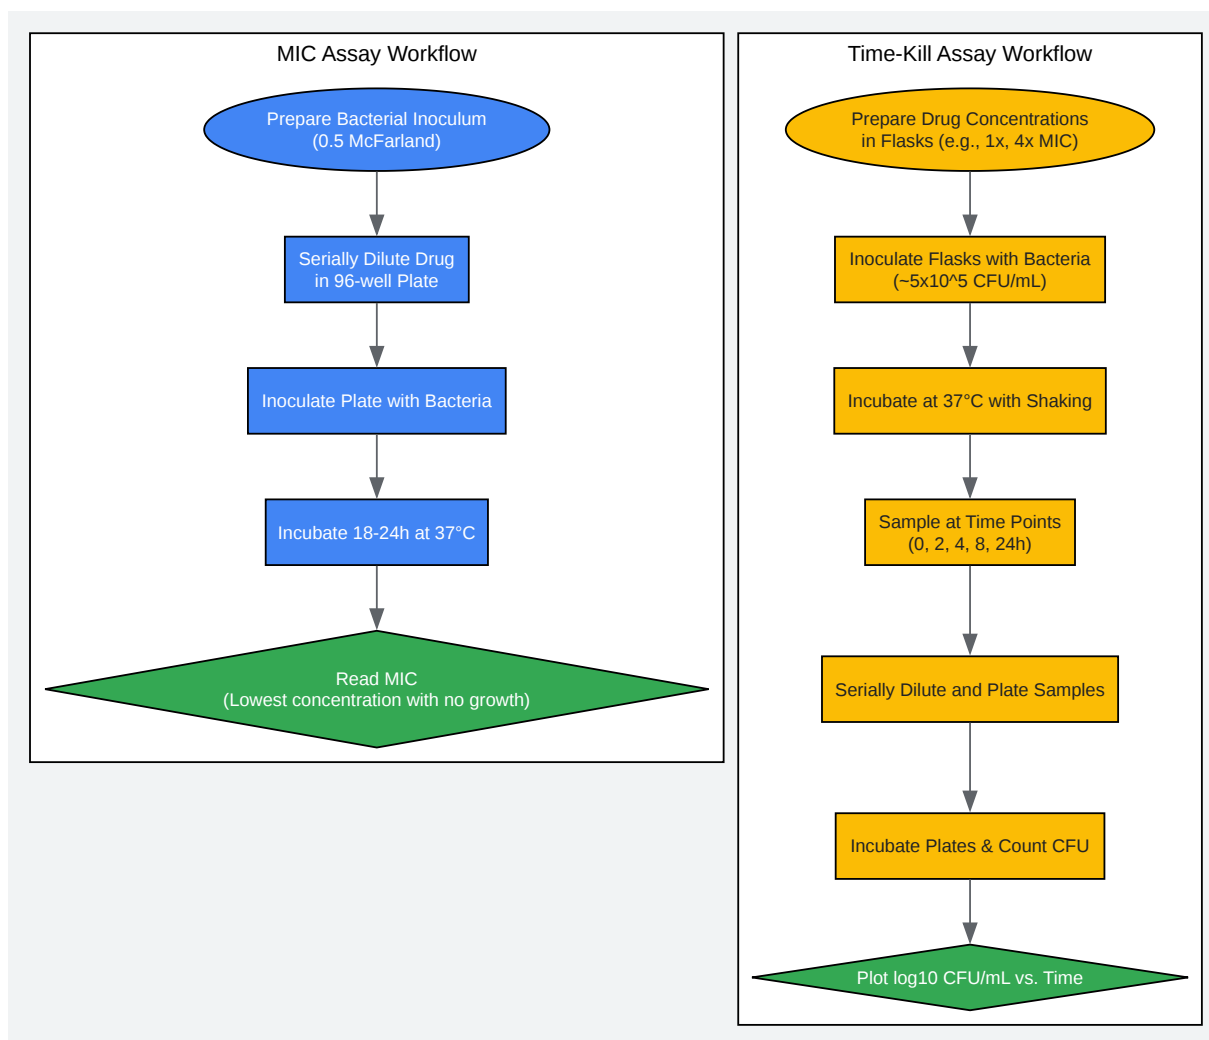 MIC Assay Workflow
Prepare Bacterial Inoculum
(0.5 McFarland)
Serially Dilute Drug
in 96-well Plate
Inoculate Plate with Bacteria
Incubate 18-24h at 37°C
Read MIC
(Lowest concentration with no growth)
Time-Kill Assay Workflow
Prepare Drug Concentrations
in Flasks (e.g., 1x, 4x MIC)
Inoculate Flasks with Bacteria
(~5x10^5 CFU/mL)
Incubate at 37°C with Shaking
Sample at Time Points
(0, 2, 4, 8, 24h)
Serially Dilute and Plate Samples
Incubate Plates & Count CFU
Plot log10 CFU/mL vs. Time